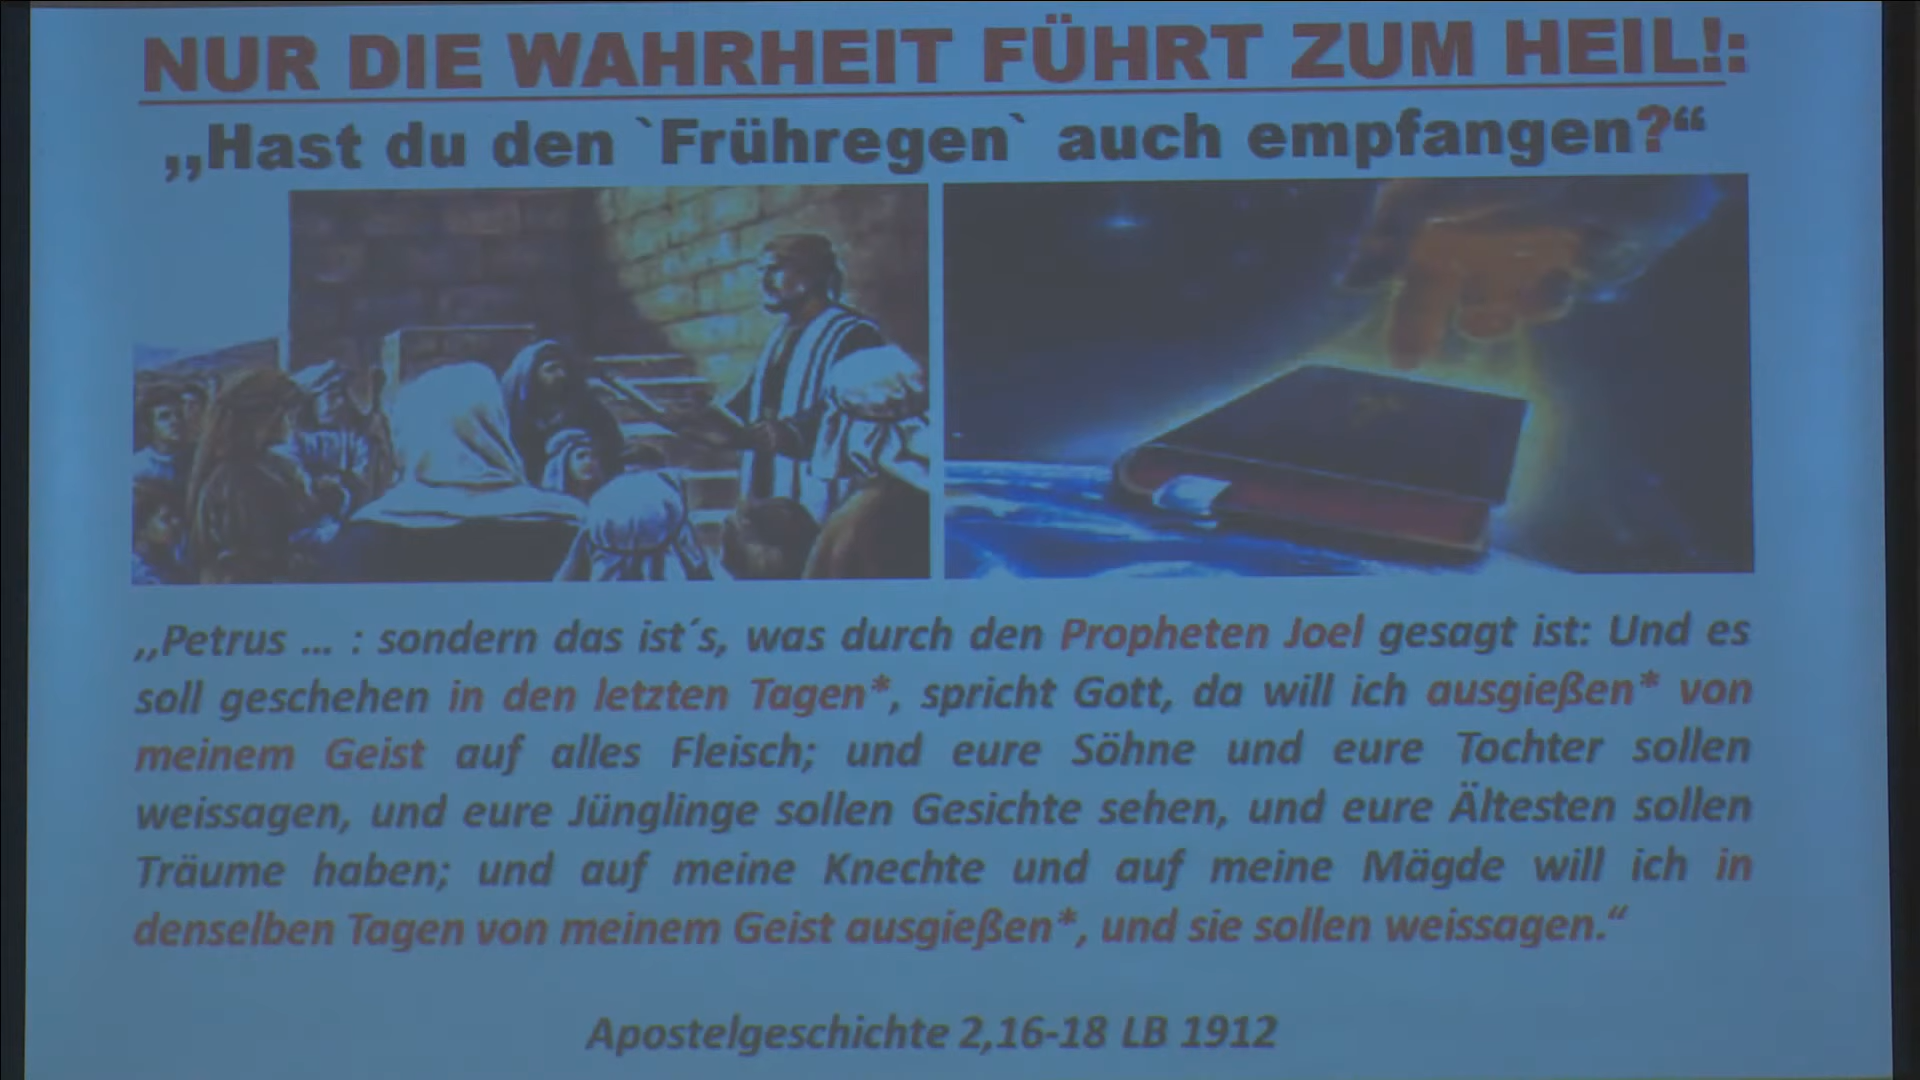 NUR DIE WAHRHEIT FÜHRT ZUM HEIL!:
,,Hast du den `Frühregen` auch empfangen?“
,,Petrus ... : sondern das ist´s, was durch den Propheten Joel gesagt ist: Und es
soll geschehen in den letzten Tagen*, spricht Gott, da will ich ausgießen* von
meinem Geist auf alles Fleisch; und eure Söhne und eure Tochter sollen
weissagen, und eure Jünglinge sollen Gesichte sehen, und eure Ältesten sollen
Träume haben; und auf meine Knechte und auf meine Mägde will ich in
denselben Tagen von meinem Geist ausgießen*, und sie sollen weissagen.“
Apostelgeschichte 2,16-18 LB 1912